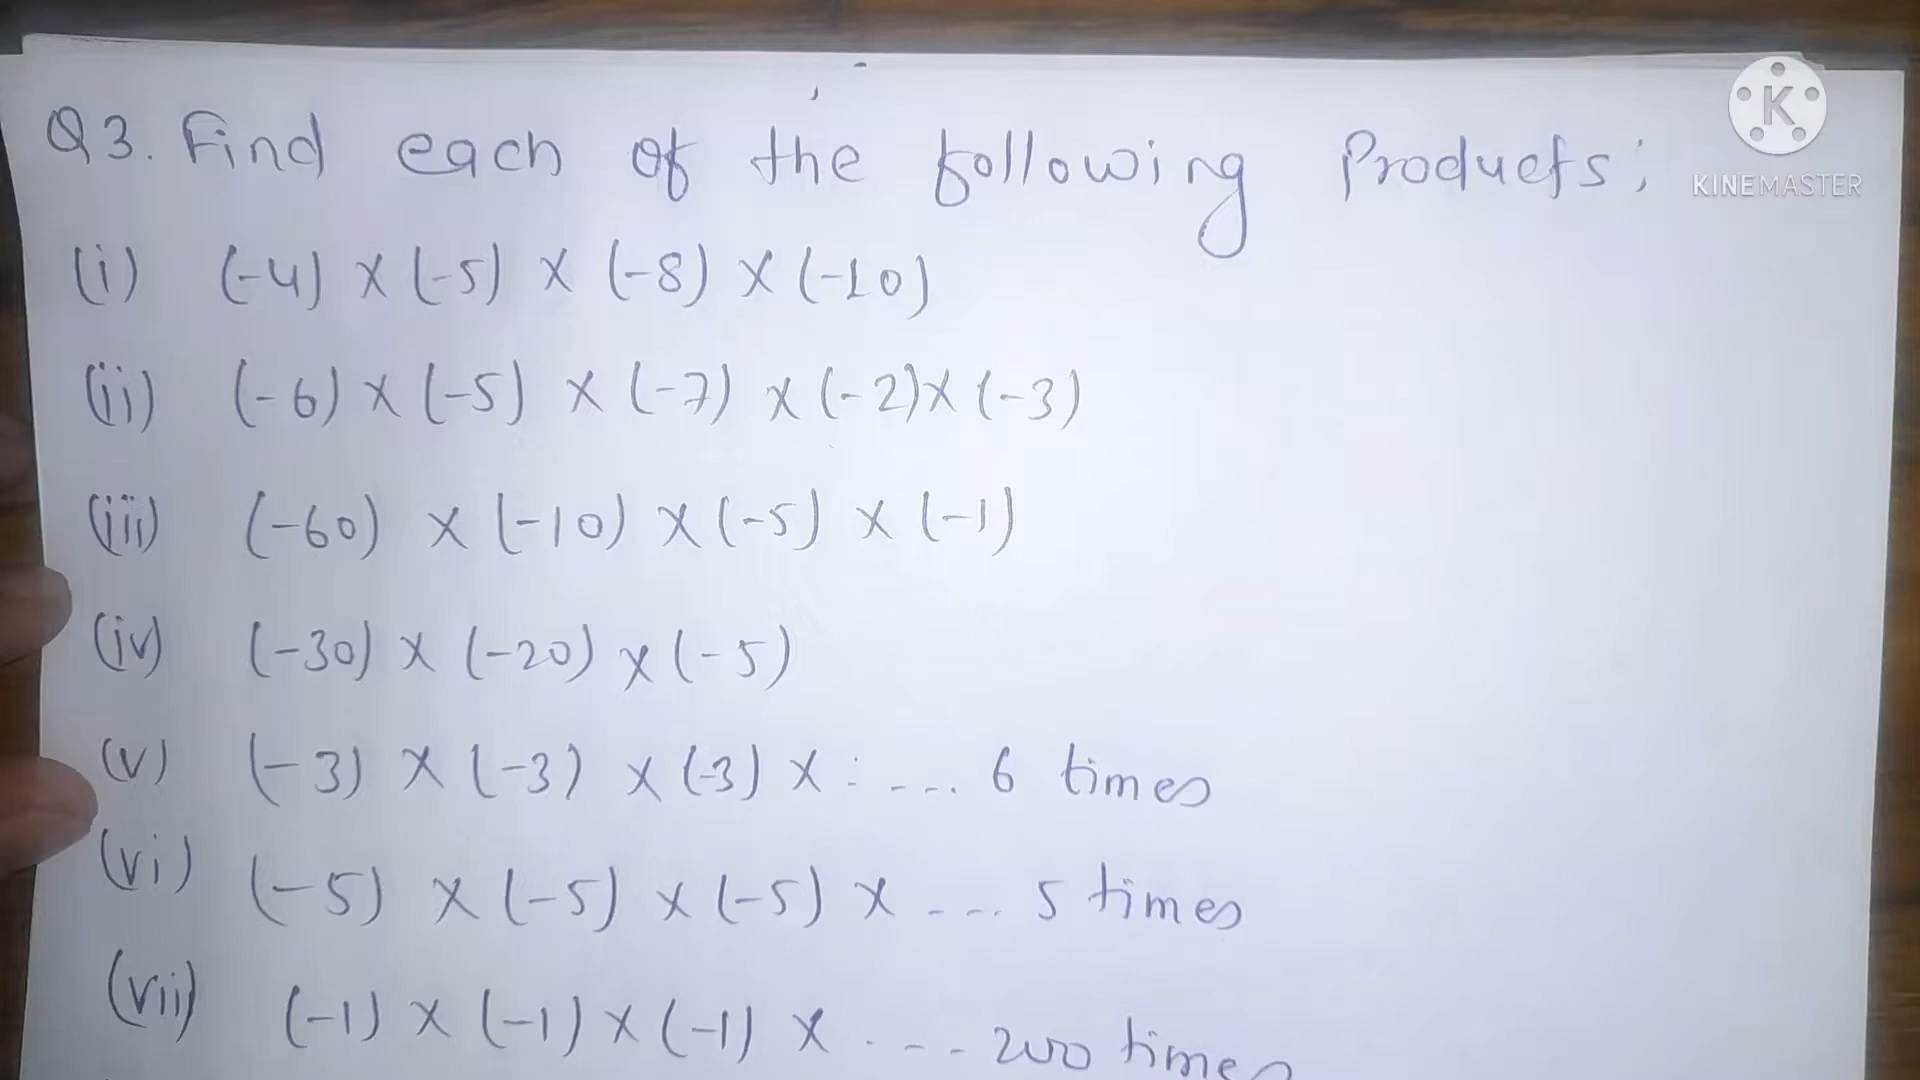 Q3. Find each of the following Products:
K
KINEMASTER
(i) (-4) × (-5) × (-8) × (-10)
(ii) (-6) × (-5) × (-7) × (-2) × (-3)
(iii) (-60) × (-10) × (-5) × (-1)
(iv) (-30) × (-20) × (-5)
(v) (-3) × (-3) × (-3) × : .... 6 times
(vi) (-5) × (-5) × (-5) × .... 5 times
(vii) (-1) × (-1) × (-1) × .... 200 times